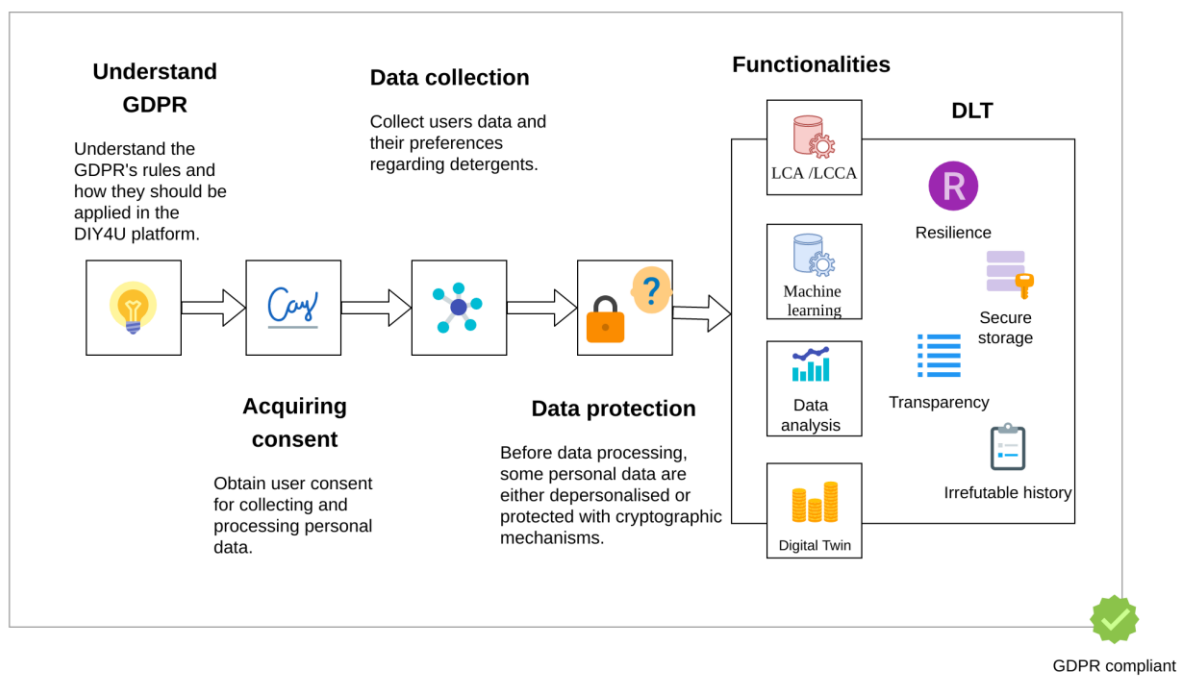 Understand
GDPR
Understand the
GDPR's rules and
how they should be
applied in the
DIY4U platform.
Data collection
Collect users data and
their preferences
regarding detergents.
Acquiring
consent
Obtain user consent
for collecting and
processing personal
data.
Data protection
Before data processing,
some personal data are
either depersonalised or
protected with cryptographic
mechanisms.
?
Functionalities
LCA /LCCA
Machine
learning
Data
analysis
Digital Twin
DLT
R
Resilience
Secure
storage
Transparency
Irrefutable history
GDPR compliant